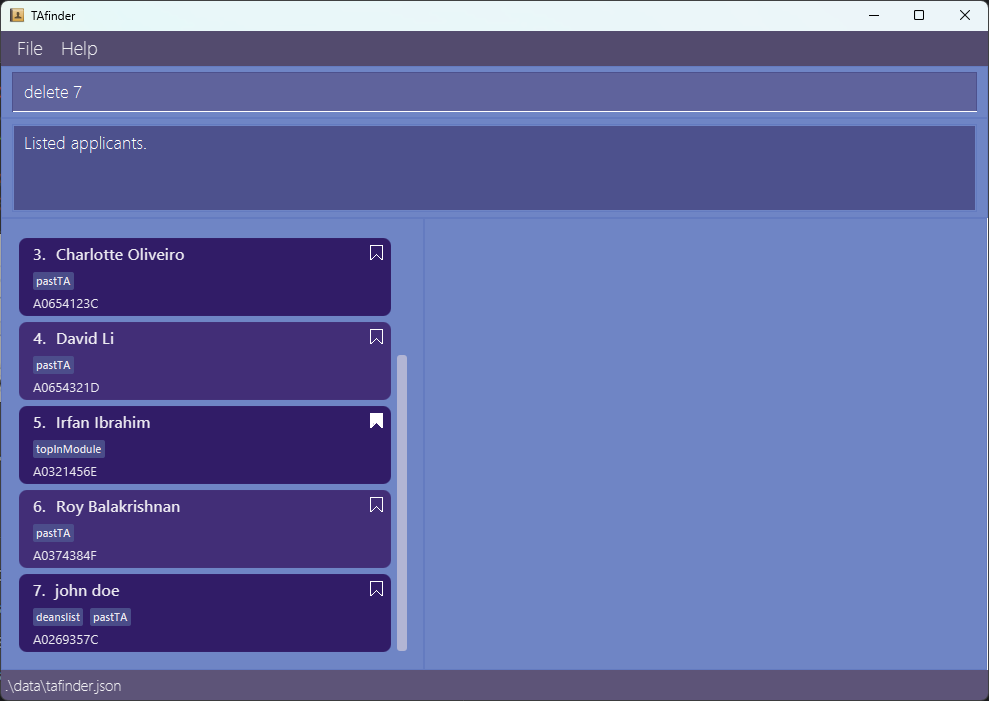 TAfinder
File Help
delete 7
Listed applicants.
3. Charlotte Oliveiro
pastTA
A0654123C
4. David Li
pastTA
A0654321D
5. Irfan Ibrahim
topInModule
A0321456E
6. Roy Balakrishnan
pastTA
A0374384F
7. john doe
deanslist pastTA
A0269357C
.\data\tafinder.json